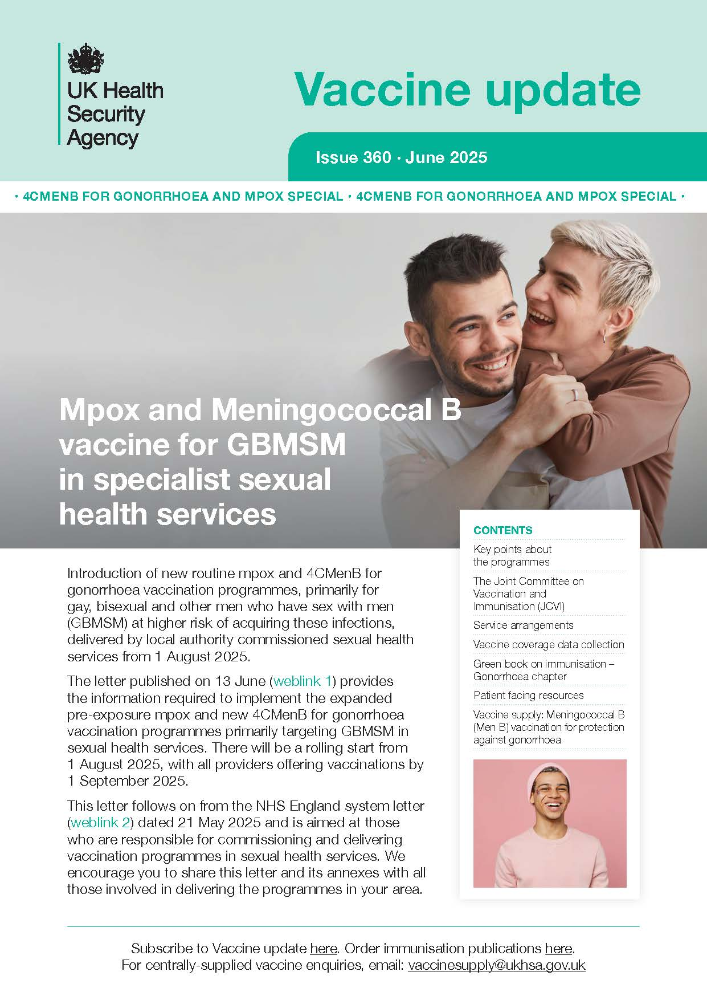 UK Health
Security
Agency
Vaccine update
Issue 360 · June 2025
· 4CMENB FOR GONORRHOEA AND MPOX SPECIAL · 4CMENB FOR GONORRHOEA AND MPOX SPECIAL ·
Mpox and Meningococcal B
vaccine for GBMSM
in specialist sexual
health services
Introduction of new routine mpox and 4CMenB for
gonorrhoea vaccination programmes, primarily for
gay, bisexual and other men who have sex with men
(GBMSM) at higher risk of acquiring these infections,
delivered by local authority commissioned sexual health
services from 1 August 2025.
The letter published on 13 June (weblink 1) provides
the information required to implement the expanded
pre-exposure mpox and new 4CMenB for gonorrhoea
vaccination programmes primarily targeting GBMSM in
sexual health services. There will be a rolling start from
1 August 2025, with all providers offering vaccinations by
1 September 2025.
This letter follows on from the NHS England system letter
(weblink 2) dated 21 May 2025 and is aimed at those
who are responsible for commissioning and delivering
vaccination programmes in sexual health services. We
encourage you to share this letter and its annexes with all
those involved in delivering the programmes in your area.
CONTENTS
Key points about
the programmes
The Joint Committee on
Vaccination and
Immunisation (JCVI)
Service arrangements
Vaccine coverage data collection
Green book on immunisation –
Gonorrhoea chapter
Patient facing resources
Vaccine supply: Meningococcal B
(Men B) vaccination for protection
against gonorrhoea
Subscribe to Vaccine update here. Order immunisation publications here.
For centrally-supplied vaccine enquiries, email: vaccinesupply@ukhsa.gov.uk